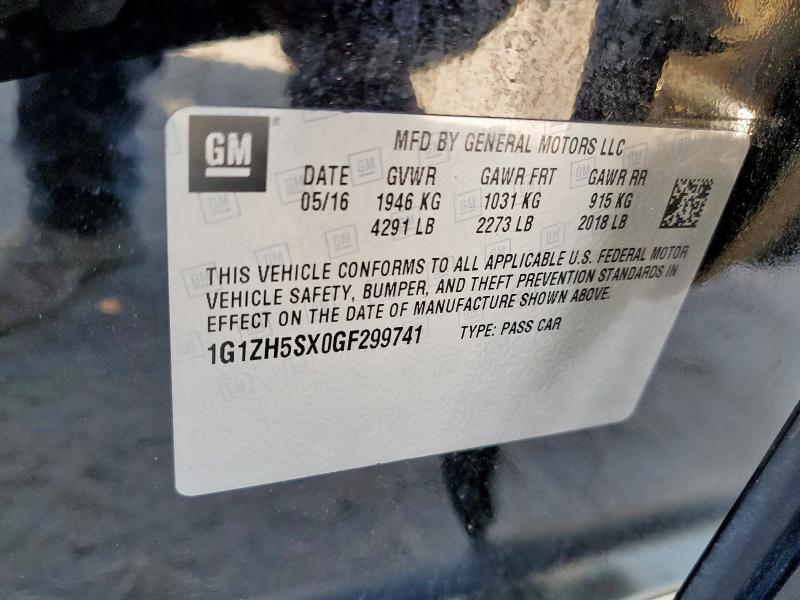 GM
MFD BY GENERAL MOTORS LLC
DATE GVWR GAWR FRT GAWR RR
05/16 1946 KG 1031 KG 915 KG
4291 LB 2273 LB 2018 LB
THIS VEHICLE CONFORMS TO ALL APPLICABLE U.S. FEDERAL MOTOR
VEHICLE SAFETY, BUMPER, AND THEFT PREVENTION STANDARDS IN
EFFECT ON THE DATE OF MANUFACTURE SHOWN ABOVE.
1G1ZH5SX0GF299741 TYPE: PASS CAR